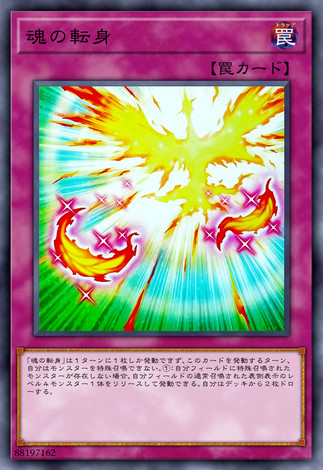 魂の転身
トラップ
罠
【罠カード】
「魂の転身」は１ターンに１枚しか発動できず、このカードを発動するターン、
自分はモンスターを特殊召喚できない。①：自分フィールドに特殊召喚された
モンスターが存在しない場合、自分フィールドの通常召喚された表側表示のレ
ベル４モンスター１体をリリースして発動できる。自分はデッキから２枚ドロ
ーする。
88197162